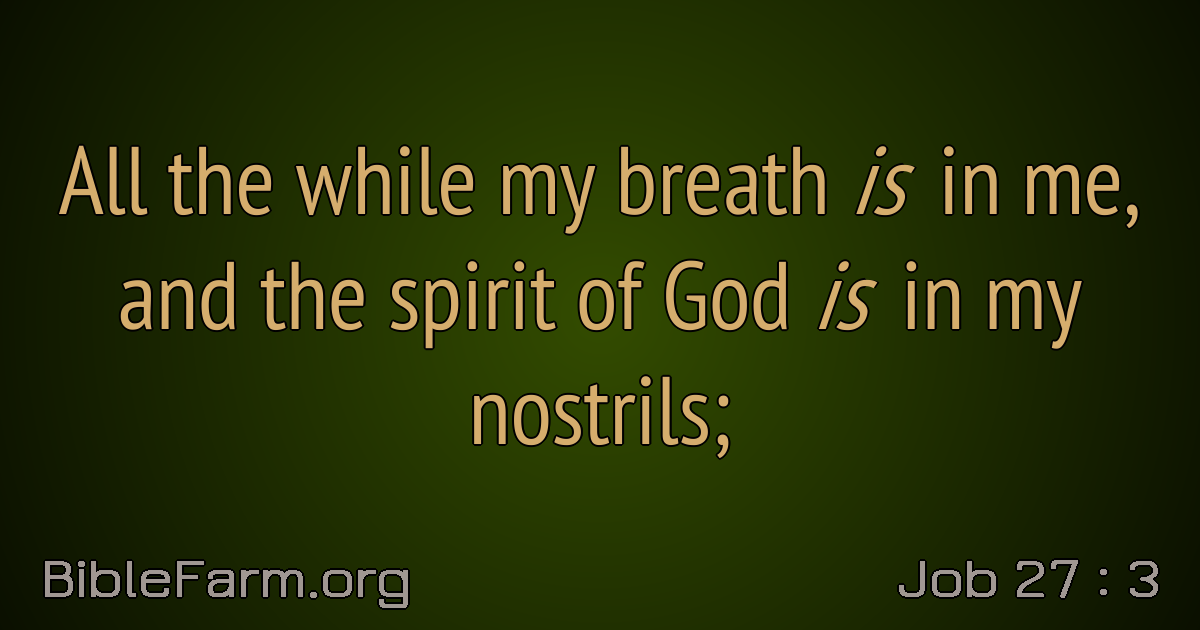 All the while my breath is in me,
and the spirit of God is in my
nostrils;
BibleFarm.org
Job 27 : 3